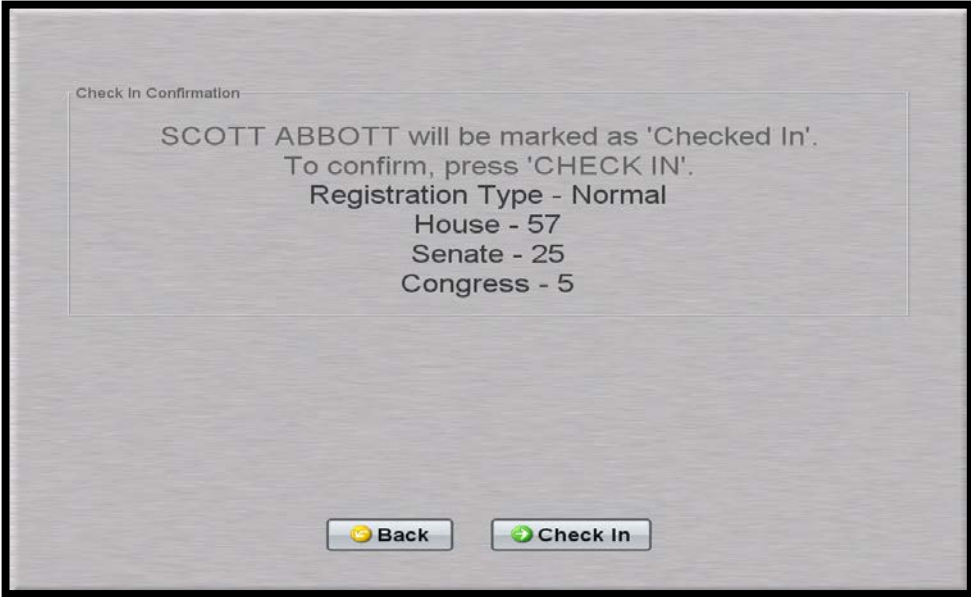 Check In Confirmation
SCOTT ABBOTT will be marked as 'Checked In'.
To confirm, press 'CHECK IN'.
Registration Type - Normal
House - 57
Senate - 25
Congress - 5
Back
Check In